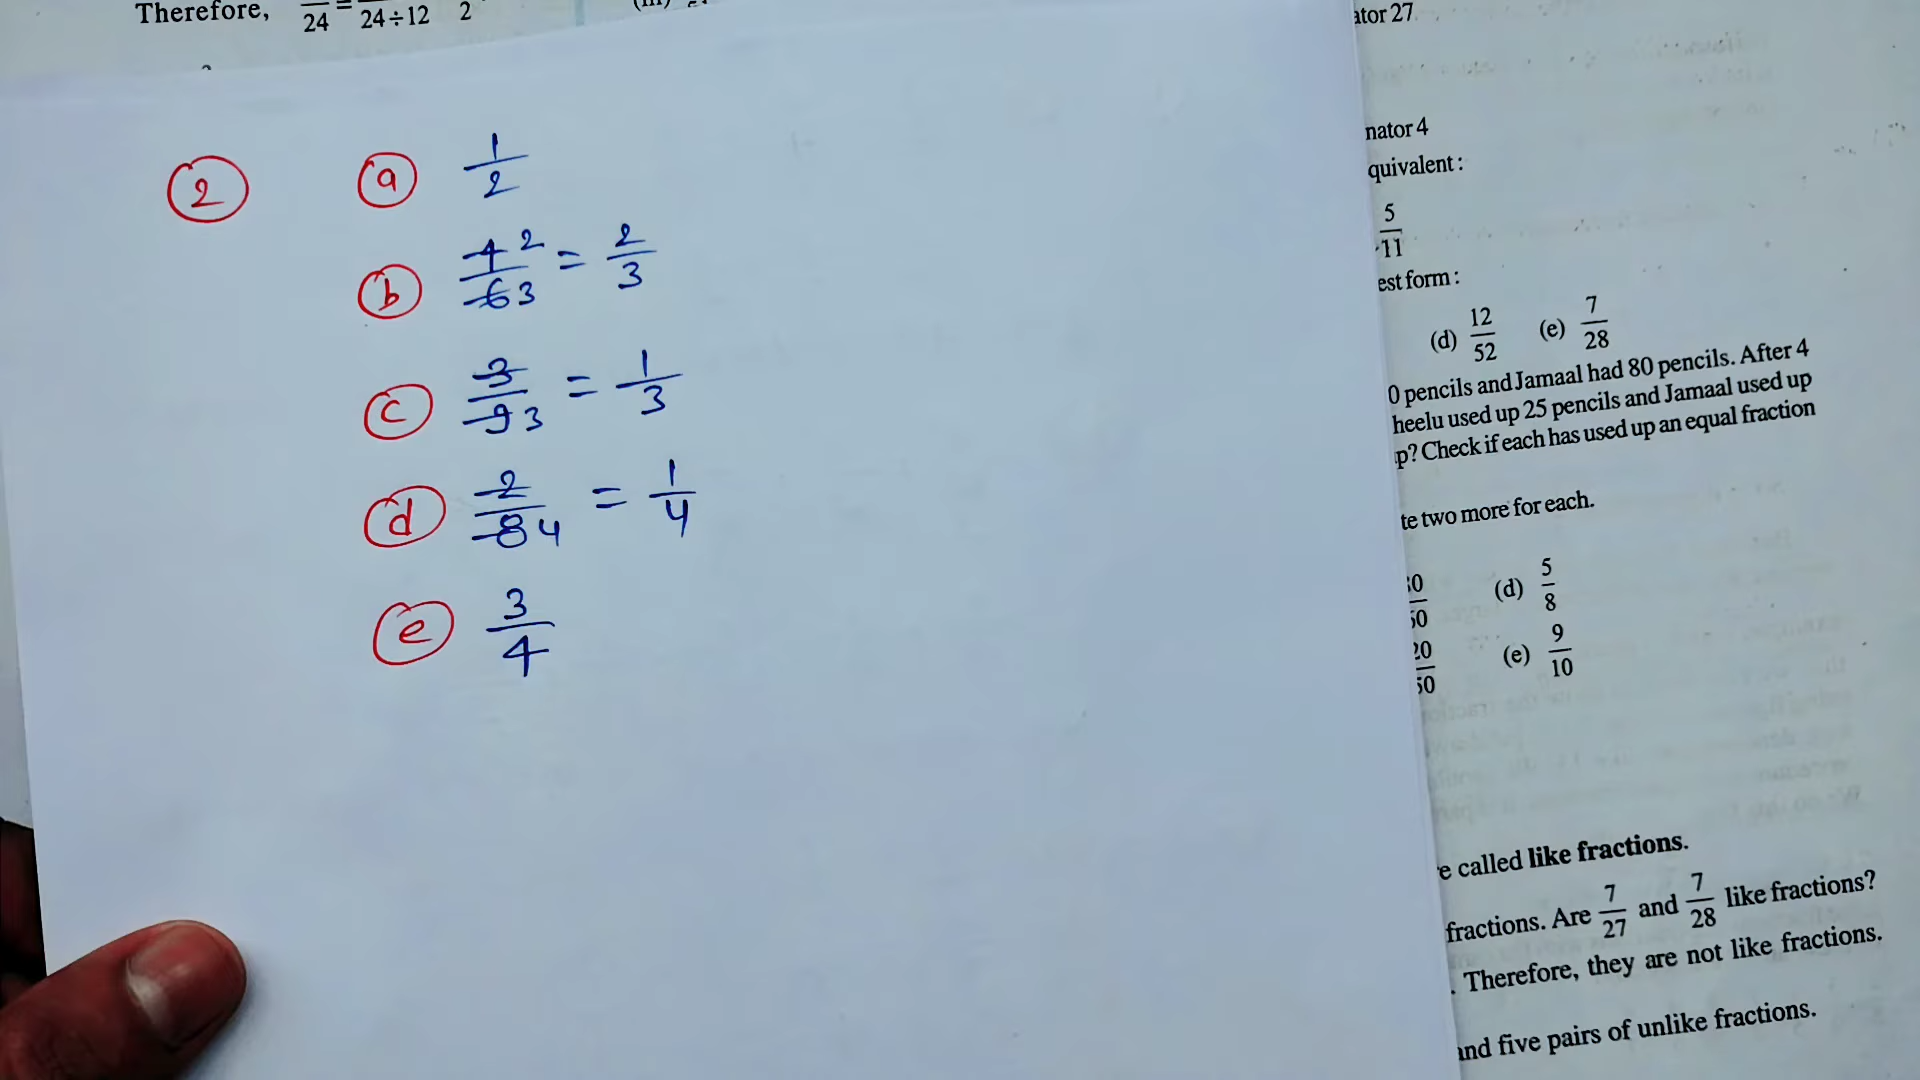 Therefore, /24 = /24÷12 2
ator 27
② ⓐ 1/2
ⓑ 4/6 2/3 = 2/3
ⓒ 3/9 3 = 1/3
ⓓ 2/8 4 = 1/4
ⓔ 3/4
nator 4
quivalent :
5/11
est form :
(d) 12/52 (e) 7/28
0 pencils and Jamaal had 80 pencils. After 4
heelu used up 25 pencils and Jamaal used up
p? Check if each has used up an equal fraction
te two more for each.
0/50 (d) 5/8
20/50 (e) 9/10
e called like fractions.
fractions. Are 7/27 and 7/28 like fractions?
. Therefore, they are not like fractions.
nd five pairs of unlike fractions.